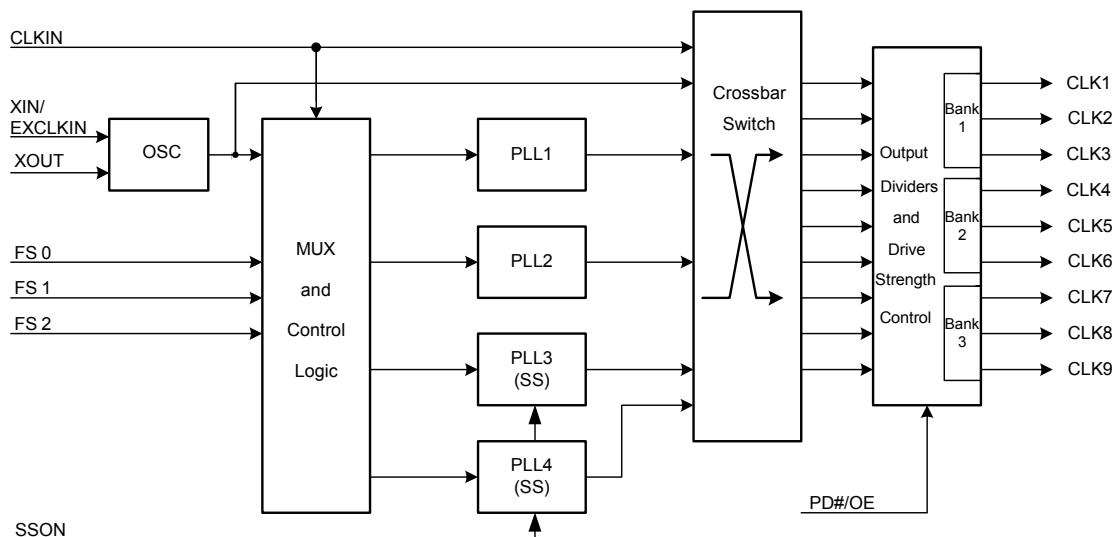 CLKIN
XIN/
EXCLKIN
XOUT
OSC
FS 0
FS 1
FS 2
SSON
MUX
and
Control
Logic
PLL1
PLL2
PLL3
(SS)
PLL4
(SS)
Crossbar
Switch
Output
Dividers
and
Drive
Strength
Control
Bank
1
Bank
2
Bank
3
PD#/OE
CLK1
CLK2
CLK3
CLK4
CLK5
CLK6
CLK7
CLK8
CLK9